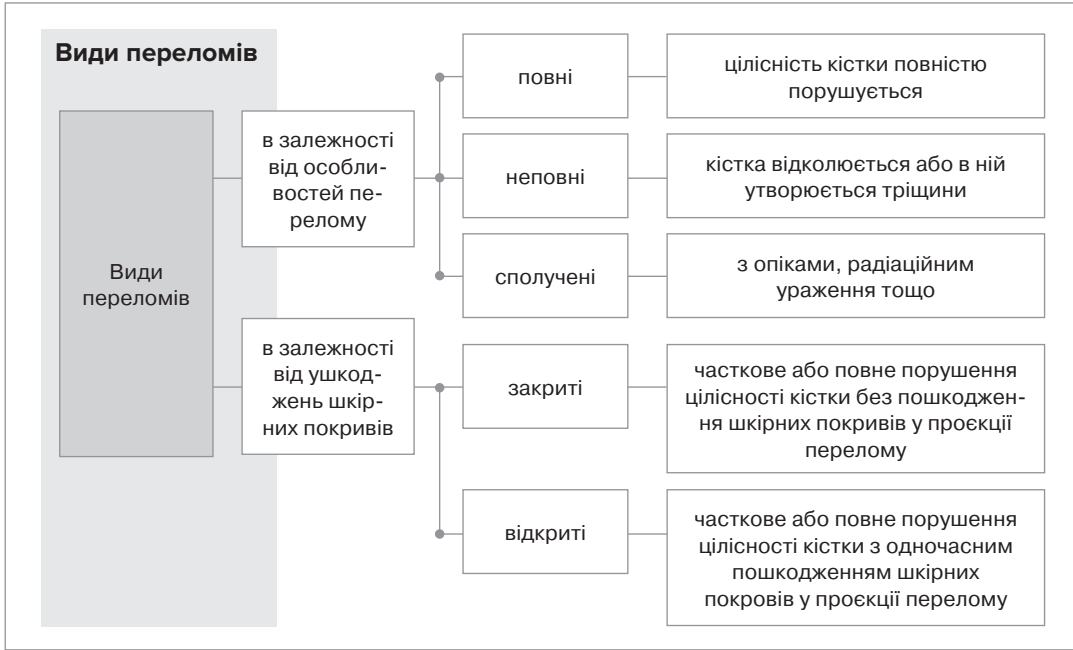 Види переломів
Види
переломів
в залежності
від особли-
востей пе-
релому
повні
цілісність кістки повністю
порушується
неповні
кістка відколюється або в ній
утворюється тріщини
сполучені
з опіками, радіаційним
ураження тощо
в залежності
від ушкод-
жень шкір-
них покривів
закриті
часткове або повне порушення
цілісності кістки без пошкоджен-
ня шкірних покривів у проєкції
перелому
відкриті
часткове або повне порушення
цілісності кістки з одночасним
пошкодженням шкірних
покровів у проєкції перелому